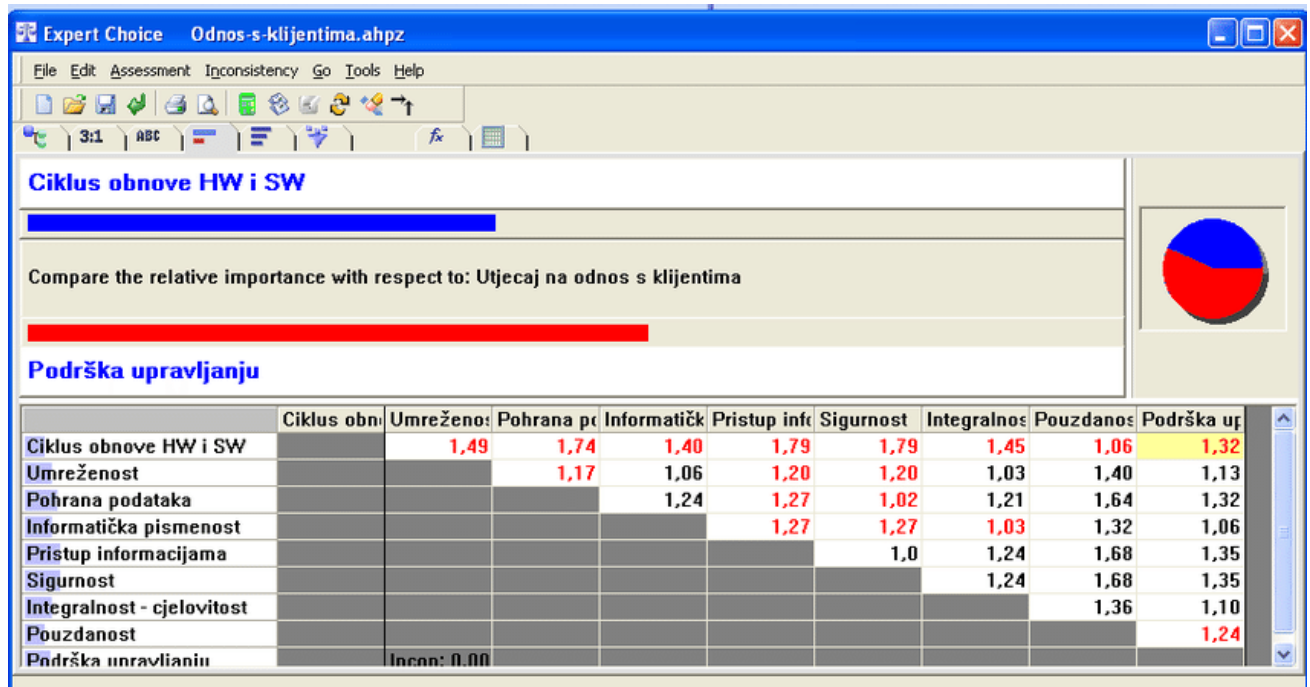 Expert Choice Odnos-s-klijentima.ahpz
File Edit Assessment Inconsistency Go Tools Help
3:1 ABC fx
Ciklus obnove HW i SW
Compare the relative importance with respect to: Utjecaj na odnos s klijentima
Podrška upravljanju
Ciklus obn Umreženos Pohrana po Informatičk Pristup info Sigurnost Integralnos Pouzdanos Podrška up
Ciklus obnove HW i SW 1,49 1,74 1,40 1,79 1,79 1,45 1,06 1,32
Umreženost 1,17 1,06 1,20 1,20 1,03 1,40 1,13
Pohrana podataka 1,24 1,27 1,02 1,21 1,64 1,32
Informatička pismenost 1,27 1,27 1,03 1,32 1,06
Pristup informacijama 1,0 1,24 1,68 1,35
Sigurnost 1,24 1,68 1,35
Integralnost - cjelovitost 1,36 1,10
Pouzdanost 1,24
Podrška upravljanju Incon: 0,00